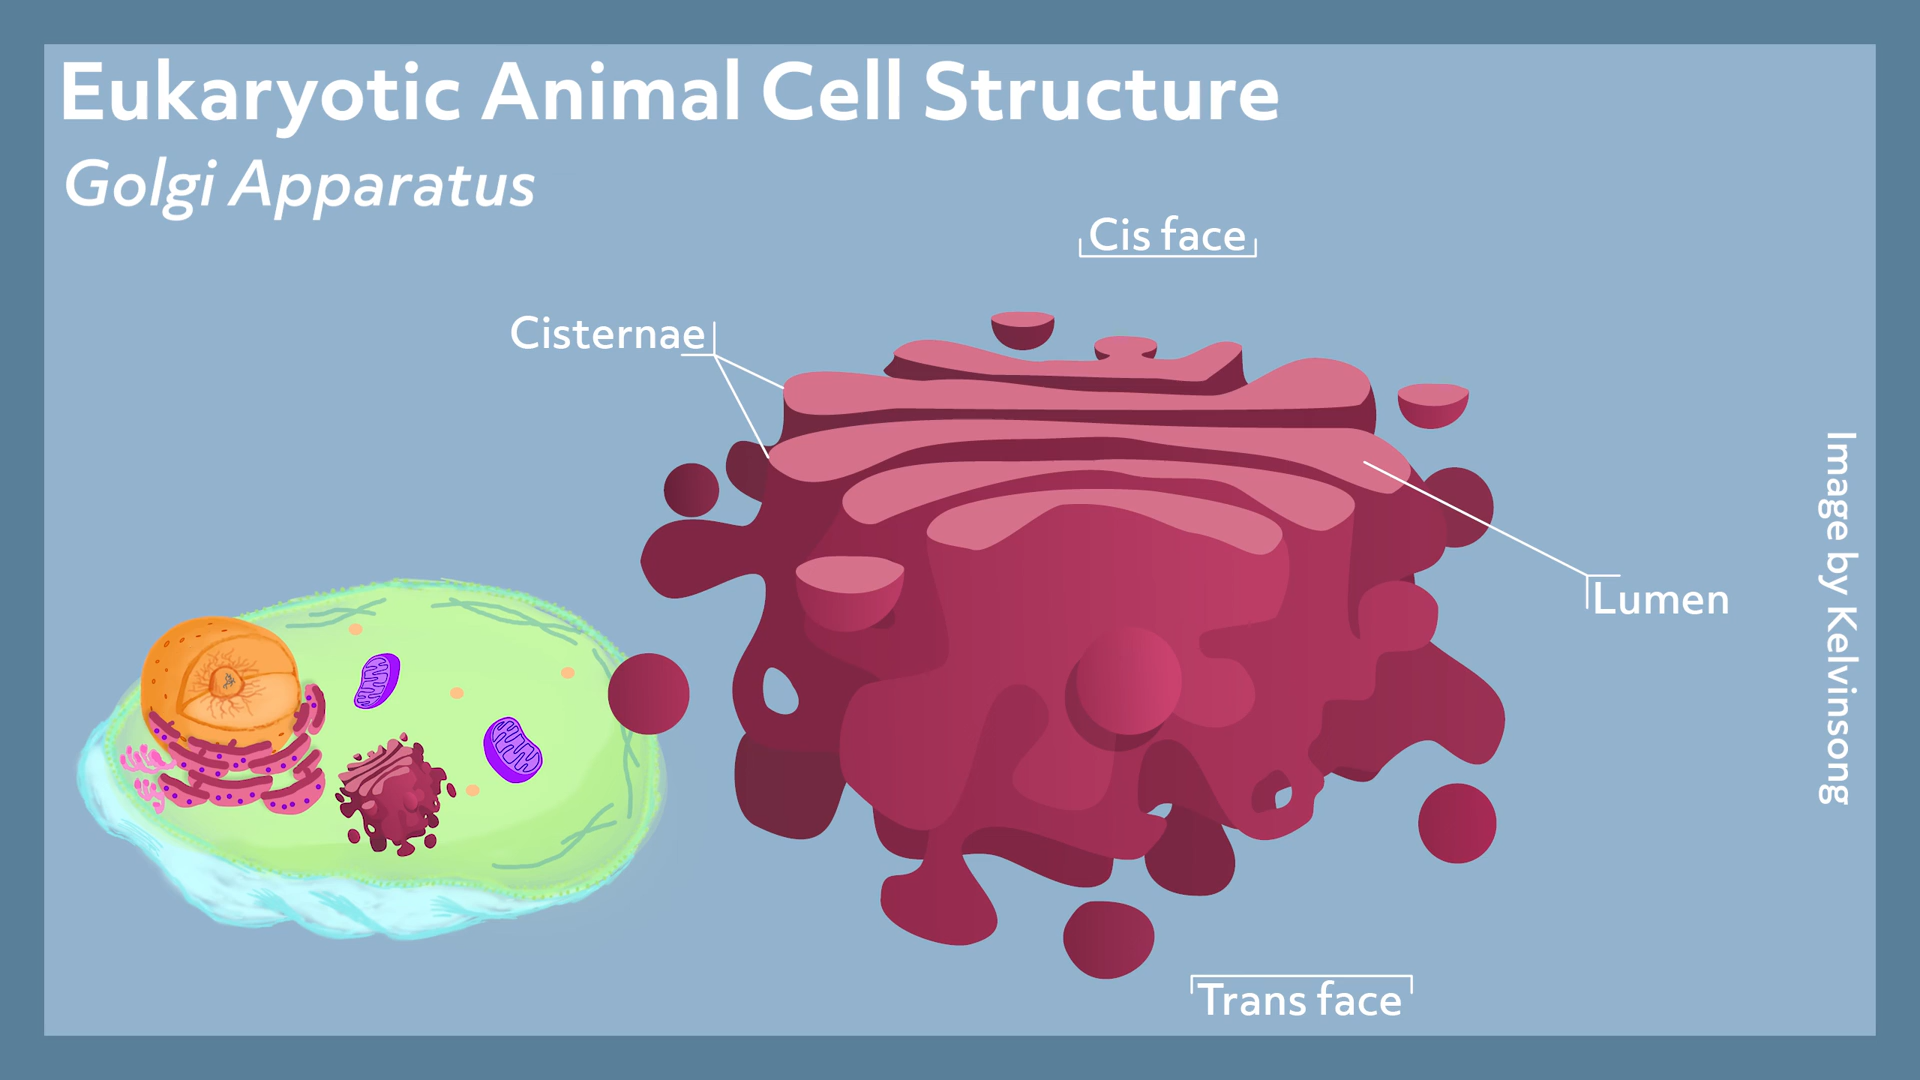 Eukaryotic Animal Cell Structure
Golgi Apparatus
Cis face
Cisternae
Lumen
Trans face
Image by Kelvinsong